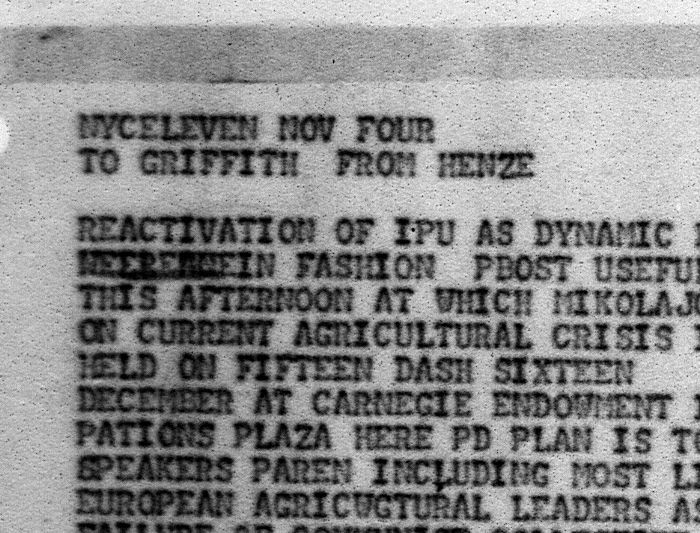 NYCELEVEN NOV FOUR
TO GRIFFITH FROM HENZE
REACTIVATION OF IPU AS DYNAMIC
IN FASHION PBOST USEFU
THIS AFTERNOON AT WHICH MIKOLAJ
ON CURRENT AGRICULTURAL CRISIS
HELD ON FIFTEEN DASH SIXTEEN
DECEMBER AT CARNEGIE ENDOWMENT
PATIONS PLAZA HERE PD PLAN IS T
SPEAKERS PAREN INCLUDING MOST L
EUROPEAN AGRICWGTURAL LEADERS AS